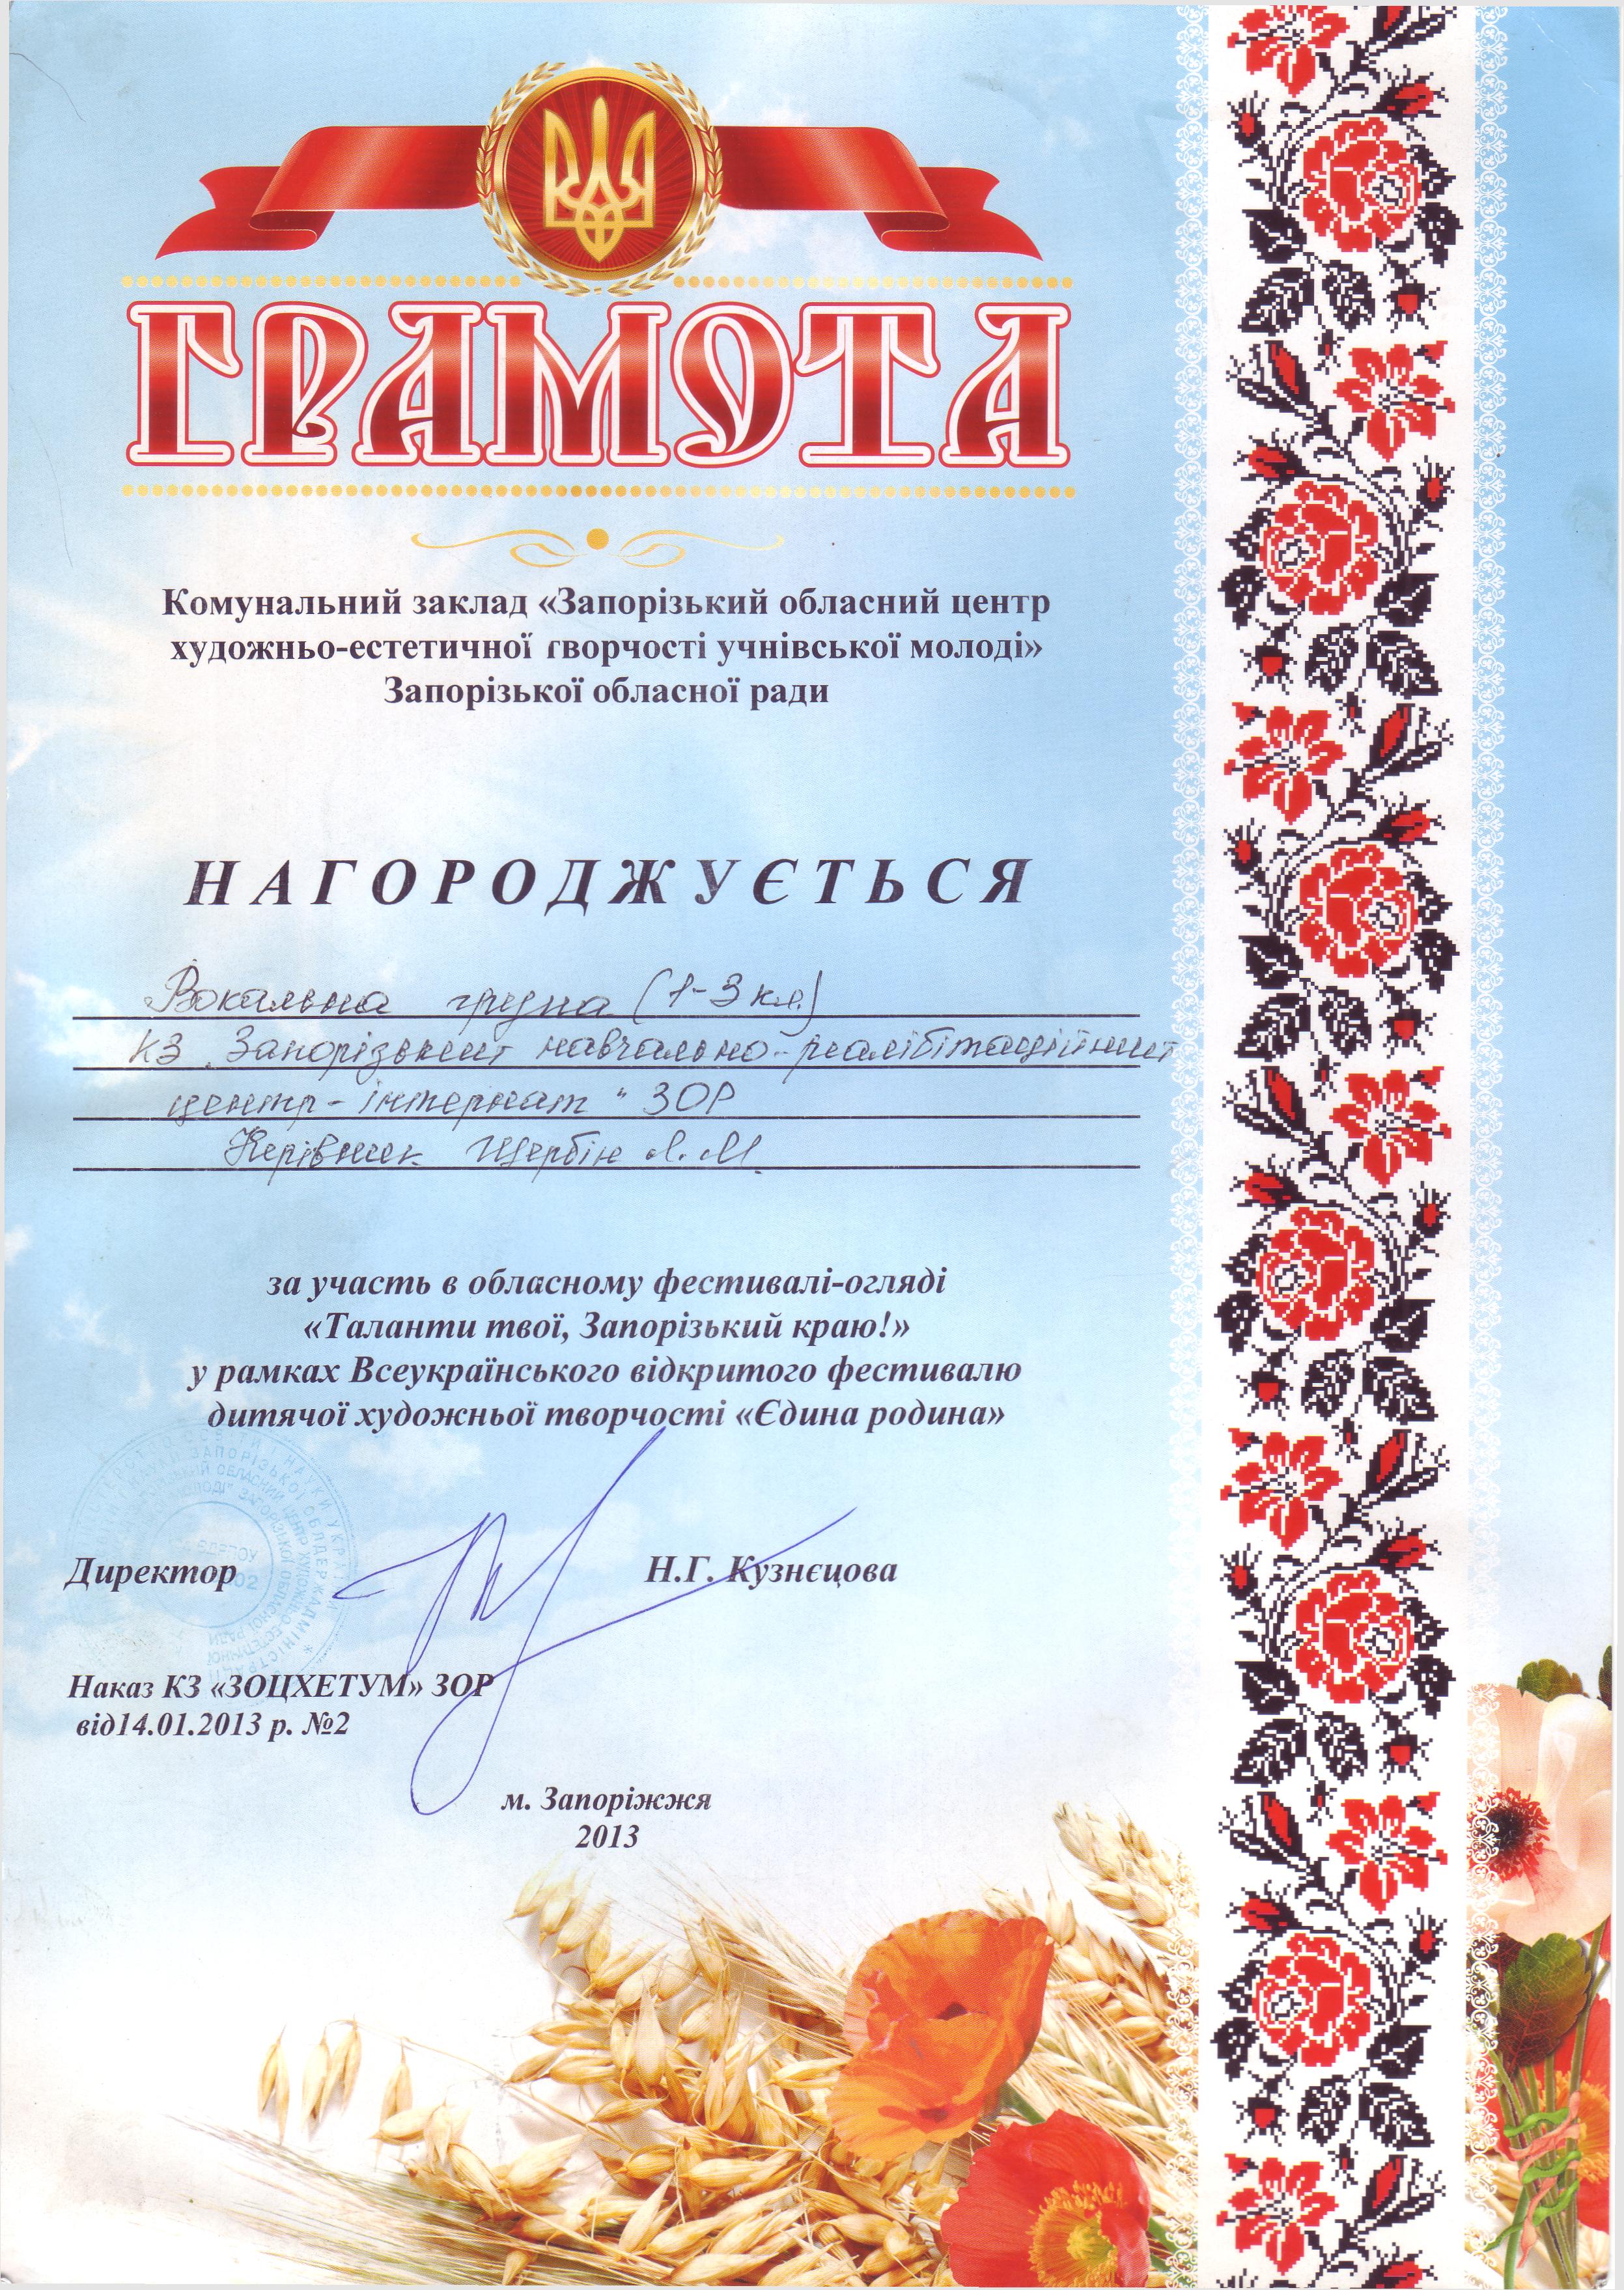 ГРАМОТА
Комунальний заклад «Запорізький обласний центр
художньо-естетичної творчості учнівської молоді»
Запорізької обласної ради
НАГОРОДЖУЄТЬСЯ
Вокальна група (1-3 кл.)
КЗ „Запорізький навчально-реабілітаційний
центр-інтернат" ЗОР
Керівник Щербін Л.М.
за участь в обласному фестивалі-огляді
«Таланти твої, Запорізький краю!»
у рамках Всеукраїнського відкритого фестивалю
дитячої художньої творчості «Єдина родина»
Директор Н.Г. Кузнєцова
Наказ КЗ «ЗОЦХЕТУМ» ЗОР
від14.01.2013 р. №2
м. Запоріжжя
2013